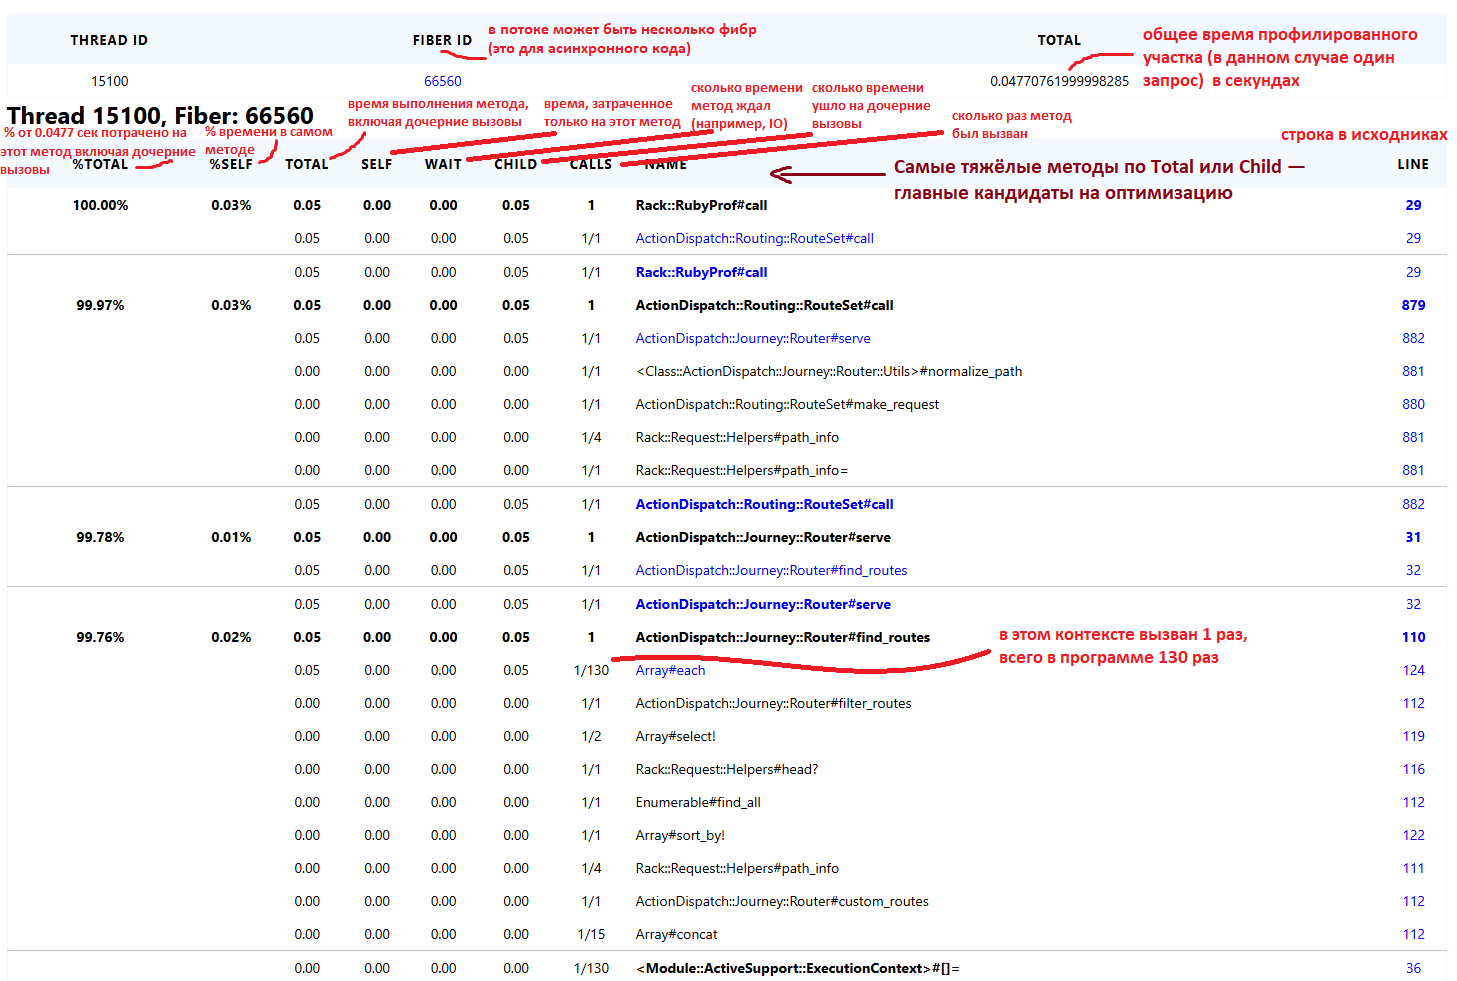 THREAD ID FIBER ID TOTAL
в потоке может быть несколько фибр
(это для асинхронного кода)
общее время профилированного
участка (в данном случае один
запрос) в секундах
15100 66560 0.04770761999998285
Thread 15100, Fiber: 66560
% от 0.0477 сек потрачено на
этот метод включая дочерние
вызовы
% времени в самом
методе
время выполнения метода,
включая дочерние вызовы
время, затраченное
только на этот метод
сколько времени
метод ждал
(например, IO)
сколько времени
ушло на дочерние
вызовы
сколько раз метод
был вызван
строка в исходниках
%TOTAL %SELF TOTAL SELF WAIT CHILD CALLS NAME LINE
Самые тяжёлые методы по Total или Child —
главные кандидаты на оптимизацию
100.00% 0.03% 0.05 0.00 0.00 0.05 1 Rack::RubyProf#call 29
0.05 0.00 0.00 0.05 1/1 ActionDispatch::Routing::RouteSet#call 29
0.05 0.00 0.00 0.05 1/1 Rack::RubyProf#call 29
99.97% 0.03% 0.05 0.00 0.00 0.05 1 ActionDispatch::Routing::RouteSet#call 879
0.05 0.00 0.00 0.05 1/1 ActionDispatch::Journey::Router#serve 882
0.00 0.00 0.00 0.00 1/1 <Class::ActionDispatch::Journey::Router::Utils>#normalize_path 881
0.00 0.00 0.00 0.00 1/1 ActionDispatch::Routing::RouteSet#make_request 880
0.00 0.00 0.00 0.00 1/4 Rack::Request::Helpers#path_info 881
0.00 0.00 0.00 0.00 1/1 Rack::Request::Helpers#path_info= 881
0.05 0.00 0.00 0.05 1/1 ActionDispatch::Routing::RouteSet#call 882
99.78% 0.01% 0.05 0.00 0.00 0.05 1 ActionDispatch::Journey::Router#serve 31
0.05 0.00 0.00 0.05 1/1 ActionDispatch::Journey::Router#find_routes 32
0.05 0.00 0.00 0.05 1/1 ActionDispatch::Journey::Router#serve 32
99.76% 0.02% 0.05 0.00 0.00 0.05 1 ActionDispatch::Journey::Router#find_routes 110
в этом контексте вызван 1 раз,
всего в программе 130 раз
0.05 0.00 0.00 0.05 1/130 Array#each 124
0.00 0.00 0.00 0.00 1/1 ActionDispatch::Journey::Router#filter_routes 112
0.00 0.00 0.00 0.00 1/2 Array#select! 119
0.00 0.00 0.00 0.00 1/1 Rack::Request::Helpers#head? 116
0.00 0.00 0.00 0.00 1/1 Enumerable#find_all 112
0.00 0.00 0.00 0.00 1/1 Array#sort_by! 122
0.00 0.00 0.00 0.00 1/4 Rack::Request::Helpers#path_info 111
0.00 0.00 0.00 0.00 1/1 ActionDispatch::Journey::Router#custom_routes 112
0.00 0.00 0.00 0.00 1/15 Array#concat 112
0.00 0.00 0.00 0.00 1/130 <Module::ActiveSupport::ExecutionContext>#[]= 36